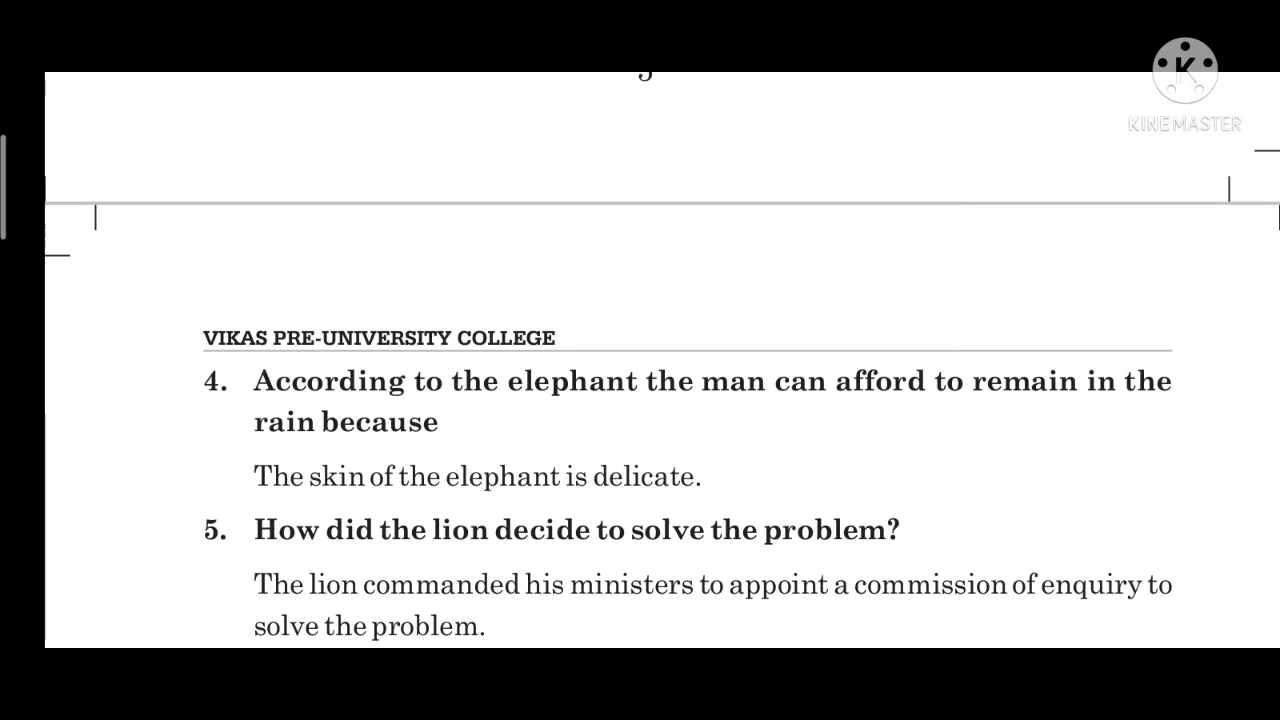 KINEMASTER
VIKAS PRE-UNIVERSITY COLLEGE
4. According to the elephant the man can afford to remain in the
rain because
The skin of the elephant is delicate.
5. How did the lion decide to solve the problem?
The lion commanded his ministers to appoint a commission of enquiry to
solve the problem.